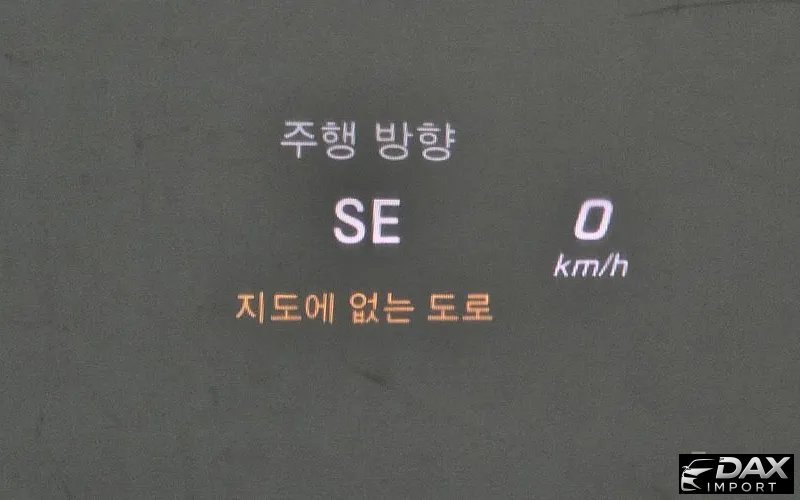 주행 방향
SE
0
km/h
지도에 없는 도로
DAX
IMPORT